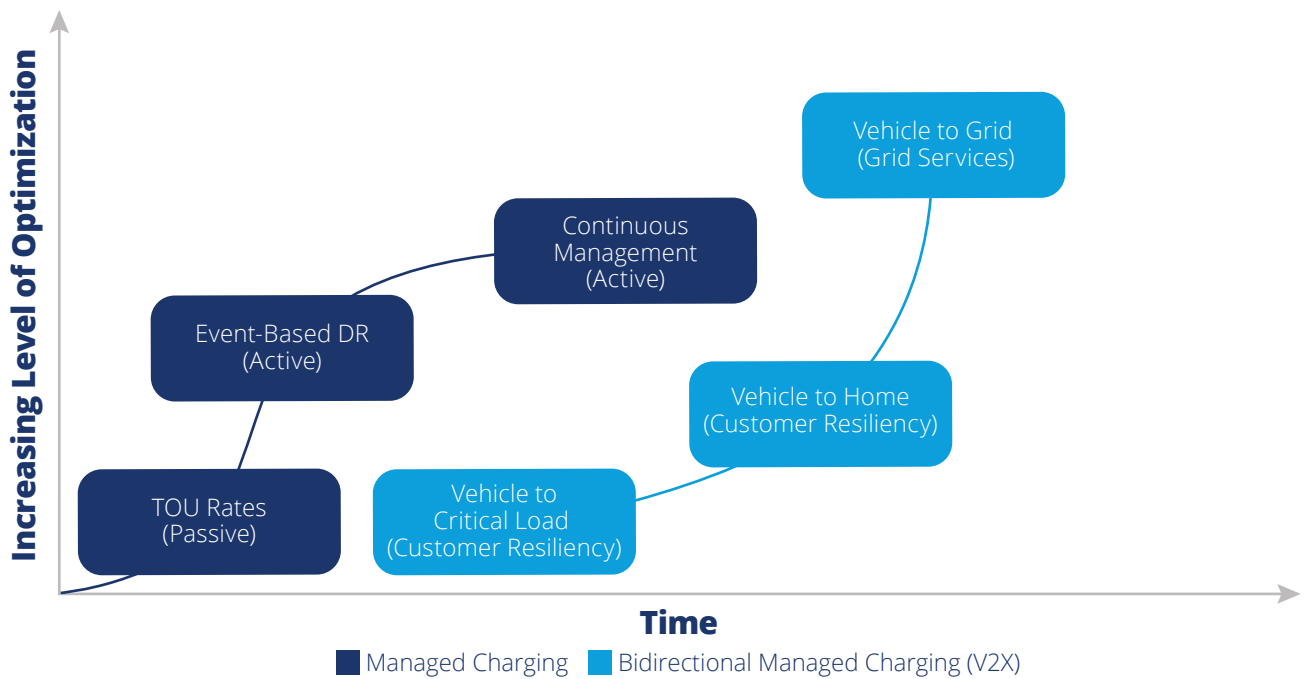 Increasing Level of Optimization
Vehicle to Grid
(Grid Services)
Continuous
Management
(Active)
Event-Based DR
(Active)
Vehicle to Home
(Customer Resiliency)
TOU Rates
(Passive)
Vehicle to
Critical Load
(Customer Resiliency)
Time
Managed Charging
Bidirectional Managed Charging (V2X)